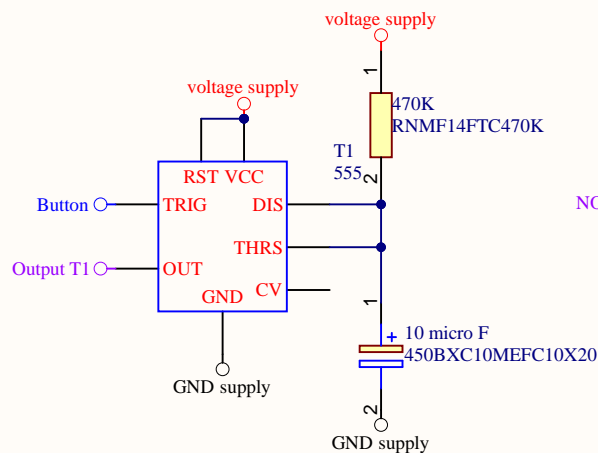 voltage supply
1
470K
RNMF14FTC470K
voltage supply
T1
555
2
RST VCC
Button
TRIG
DIS
NO
THRS
Output T1
OUT
GND
CV
1
+
10 micro F
450BXC10MEFC10X20
GND supply
2
GND supply